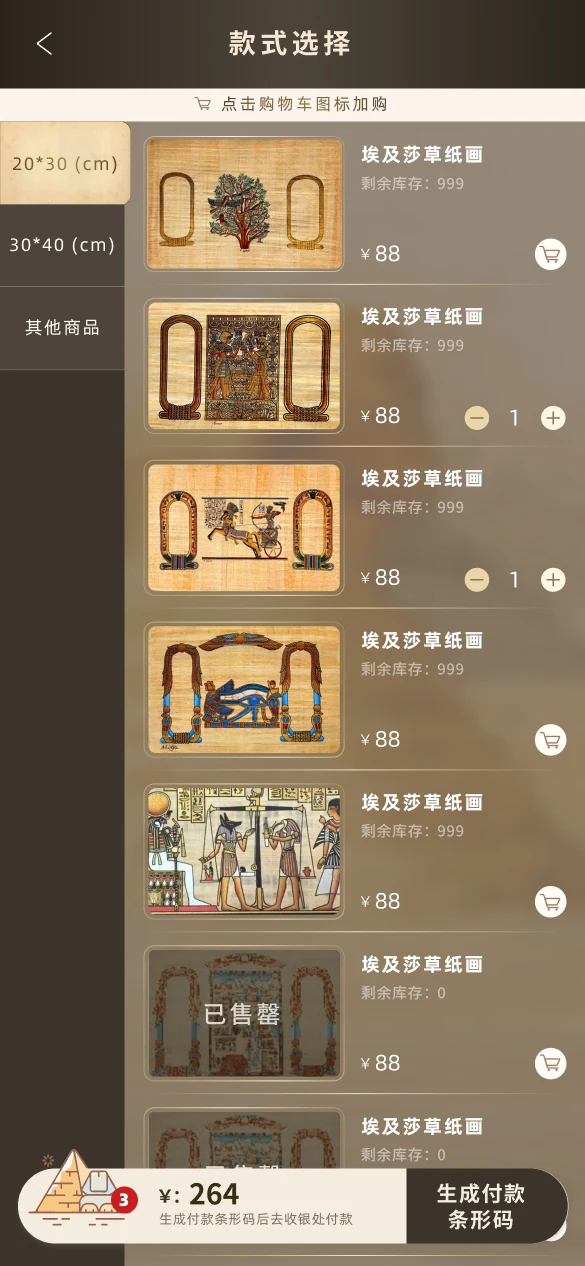 款式选择
点击购物车图标加购
20*30 (cm)
30*40 (cm)
其他商品
埃及莎草纸画
剩余库存：999
¥ 88
埃及莎草纸画
剩余库存：999
¥ 88
1
埃及莎草纸画
剩余库存：999
¥ 88
1
埃及莎草纸画
剩余库存：999
¥ 88
埃及莎草纸画
剩余库存：999
¥ 88
已售罄
埃及莎草纸画
剩余库存：0
¥ 88
埃及莎草纸画
剩余库存：0
3
¥: 264
生成付款条形码后去收银处付款
生成付款
条形码